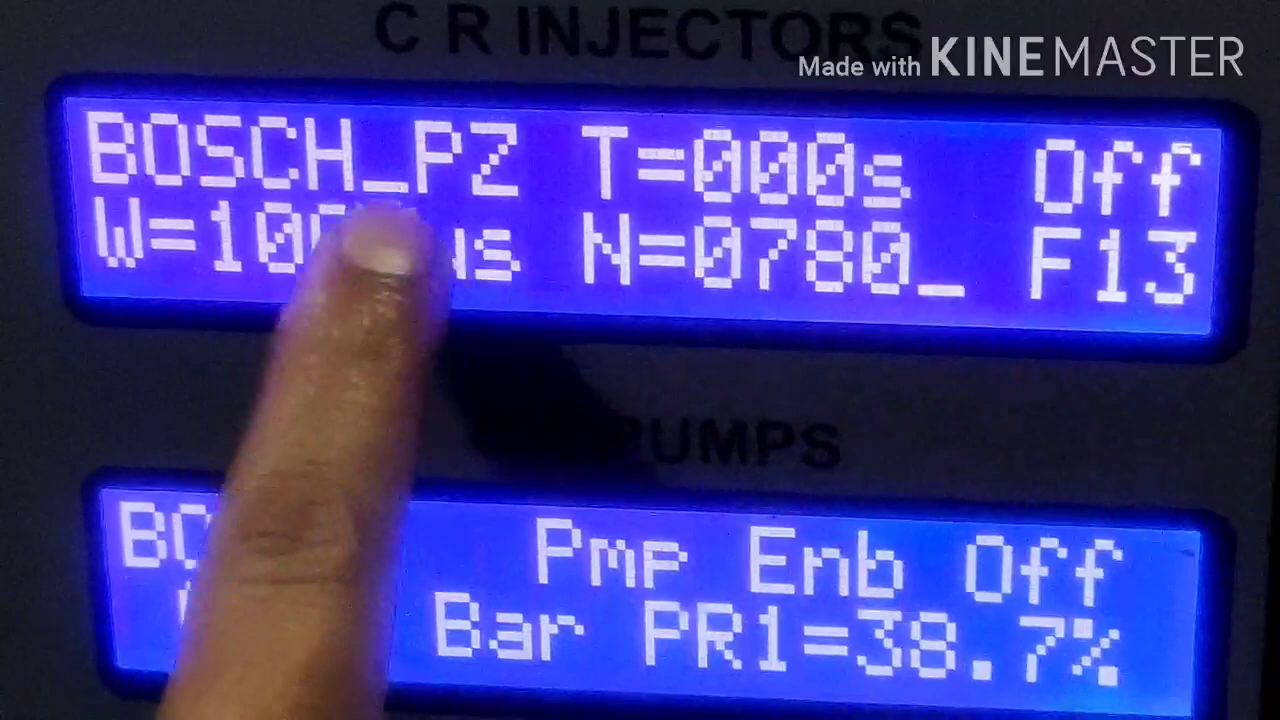 C R INJECTORS
Made with KINEMASTER
BOSCH_PZ T=000s Off
N=0780_ F13
Pmp Enb Off
Bar PR1=38.7%